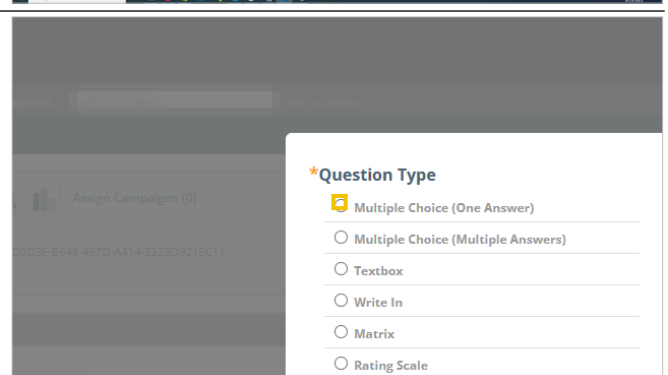 Assign Campaigns (0)
D0D3E-B648-497D-A414-2228D9215C17
*Question Type
Multiple Choice (One Answer)
Multiple Choice (Multiple Answers)
Textbox
Write In
Matrix
Rating Scale